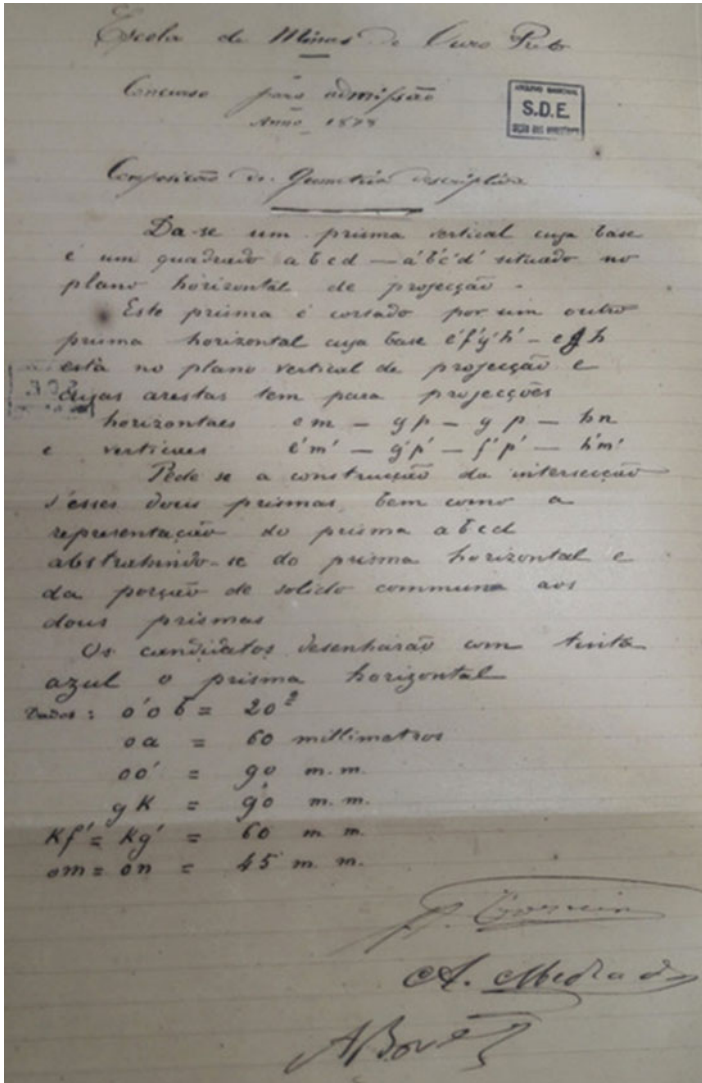 Escola de Minas de Ouro Preto
Concurso para admissão
Anno 1878
S.D.E.
Composição de Geometria descriptiva
Da-se um prisma vertical cuja base
é um quadrado a b c d — a'b'c'd' situado no
plano horizontal de projecção.
Este prisma é cortado por um outro
prisma horizontal cuja base e'f'g'h' - e g h
está no plano vertical de projecção e
cujas arestas tem para projecções
horizontaes em — gp — gp — hn
e verticaes e'm' — g'p' — f'p' — h'm'
Pede se a construcção da intersecção
d'esses dous prismas bem como a
representação do prisma a b c d
abstrahindo-se do prisma horizontal e
da porção de solido commum aos
dous prismas
Os candidatos desenharão com tinta
azul o prisma horizontal
Dados: o'o b = 20º
oa = 60 millimetros
oo' = 90 m.m.
gK = 90 m.m.
Kf' = Kg' = 60 m m.
om = on = 45 m.m.